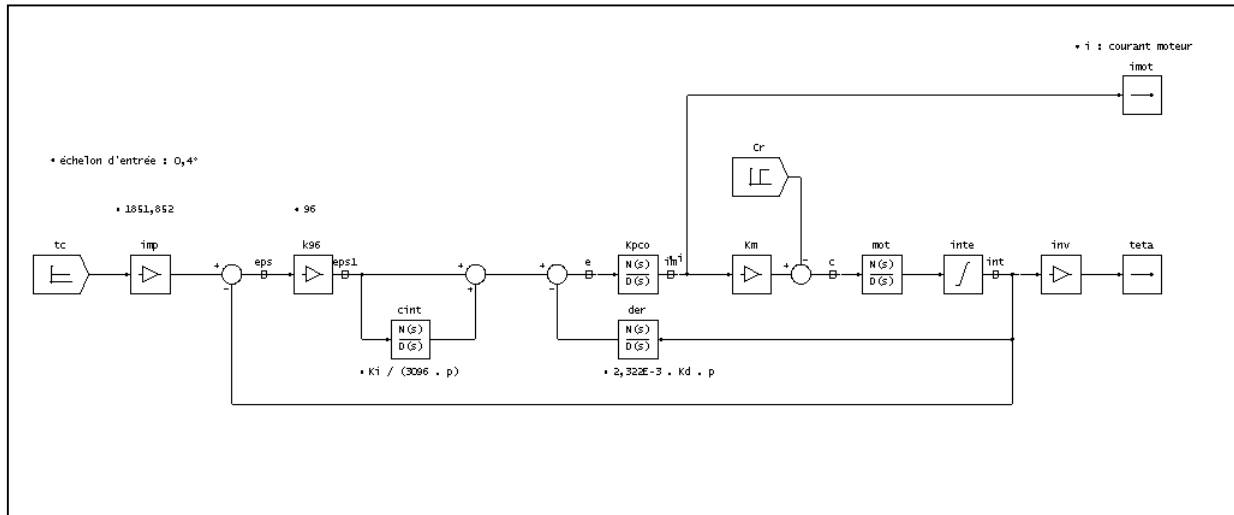 • i : courant moteur
imot
Cr
• échelon d'entrée : 0,4°
• 1851,852
• 96
tc
imp
eps
k96
eps1
e
Kpco
im
• i
Km
c
mot
inte
int
inv
teta
+
-
+
+
+
-
+
-
N(s)
D(s)
N(s)
D(s)
cint
N(s)
D(s)
der
N(s)
D(s)
• Ki / (3096 . p)
• 2,322E-3 . Kd . p